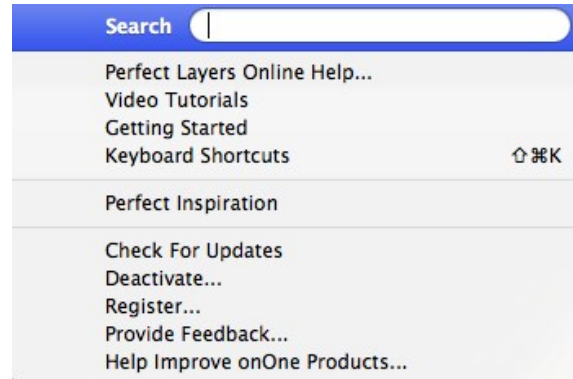 Search
Perfect Layers Online Help...
Video Tutorials
Getting Started
Keyboard Shortcuts ⇧⌘K
Perfect Inspiration
Check For Updates
Deactivate...
Register...
Provide Feedback...
Help Improve onOne Products...